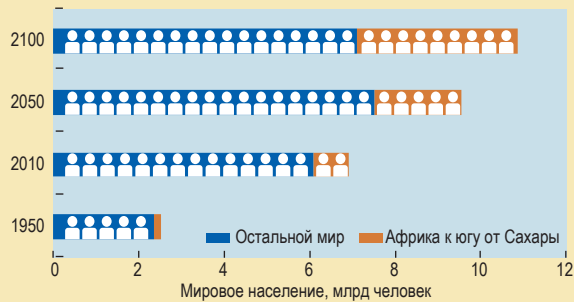 2100
2050
2010
1950
Остальной мир Африка к югу от Сахары
0 2 4 6 8 10 12
Мировое население, млрд человек